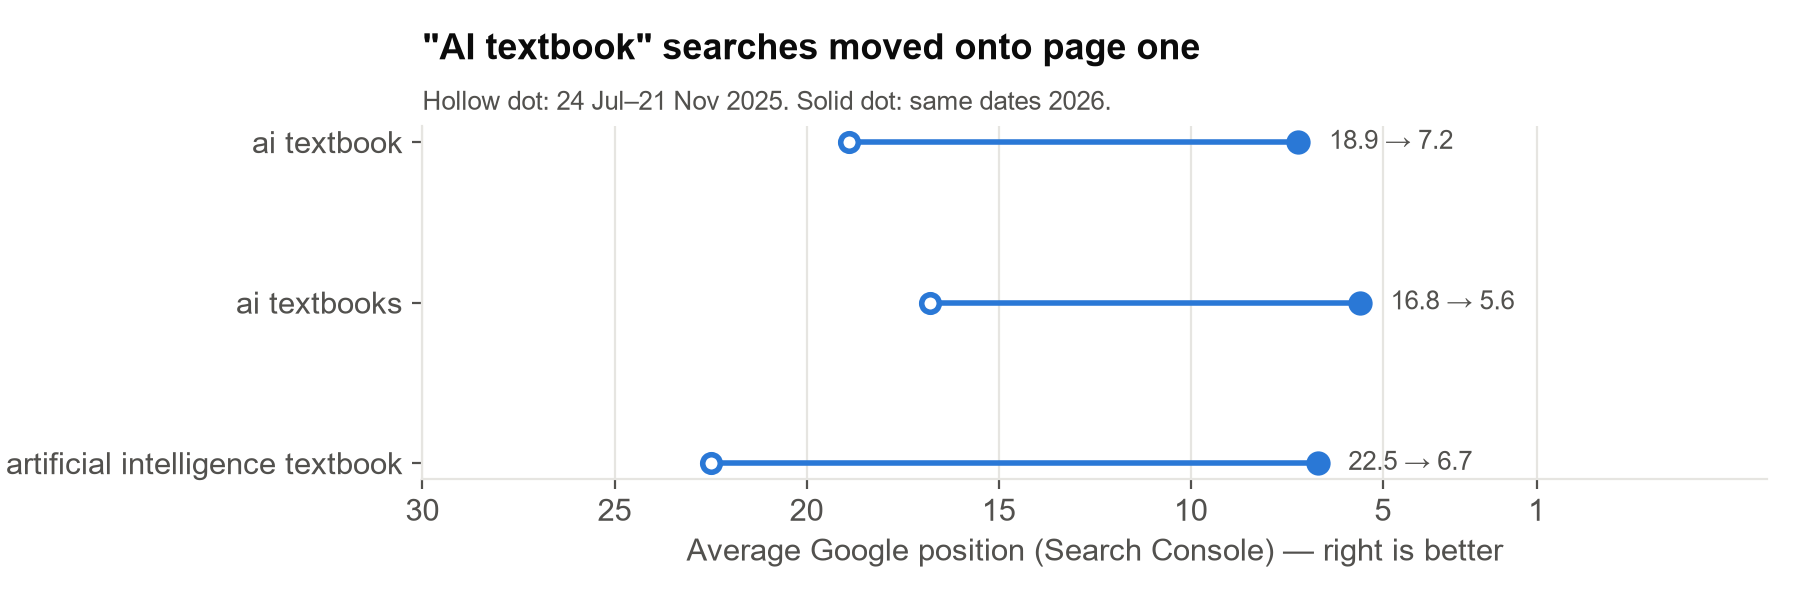 "AI textbook" searches moved onto page one
Hollow dot: 24 Jul–21 Nov 2025. Solid dot: same dates 2026.
ai textbook
18.9 → 7.2
ai textbooks
16.8 → 5.6
artificial intelligence textbook
22.5 → 6.7
30 25 20 15 10 5 1
Average Google position (Search Console) — right is better